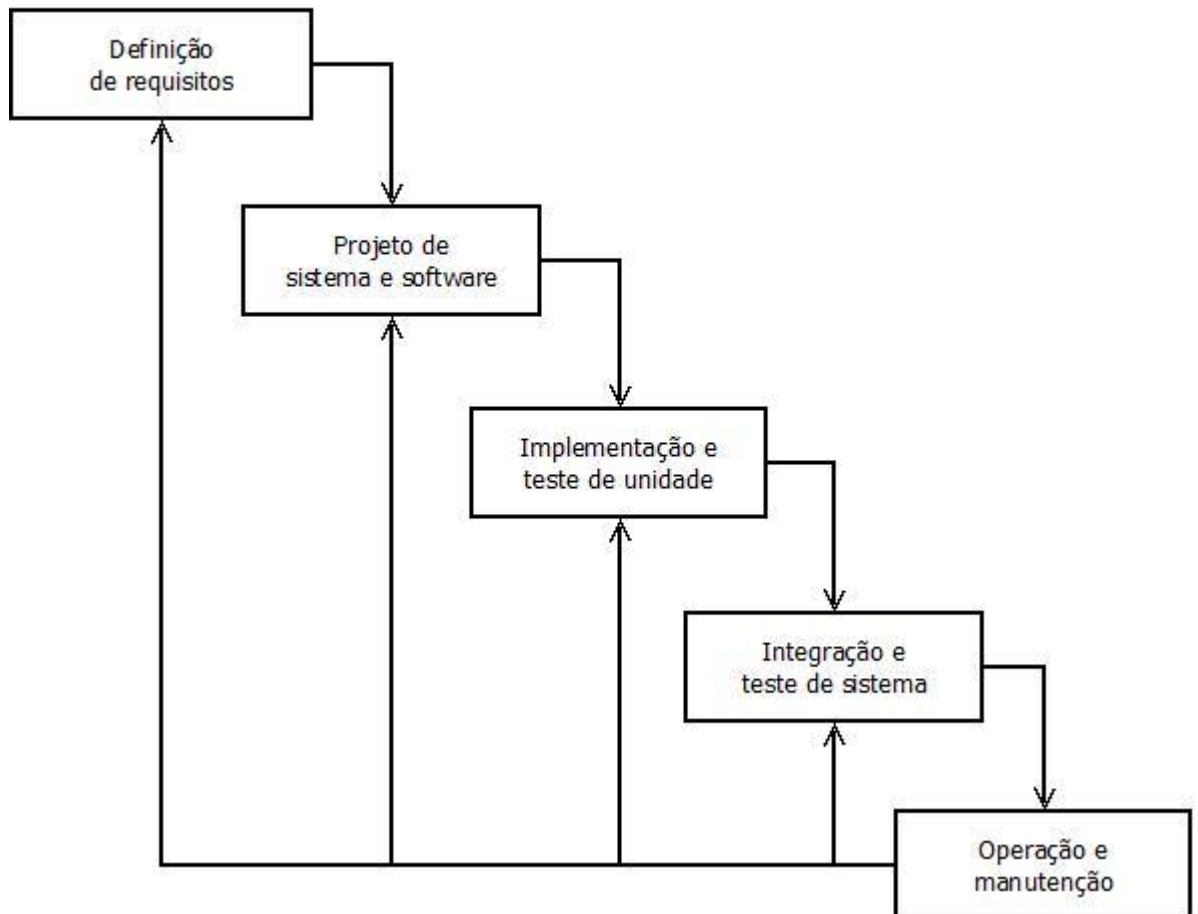 Definição
de requisitos
Projeto de
sistema e software
Implementação e
teste de unidade
Integração e
teste de sistema
Operação e
manutenção